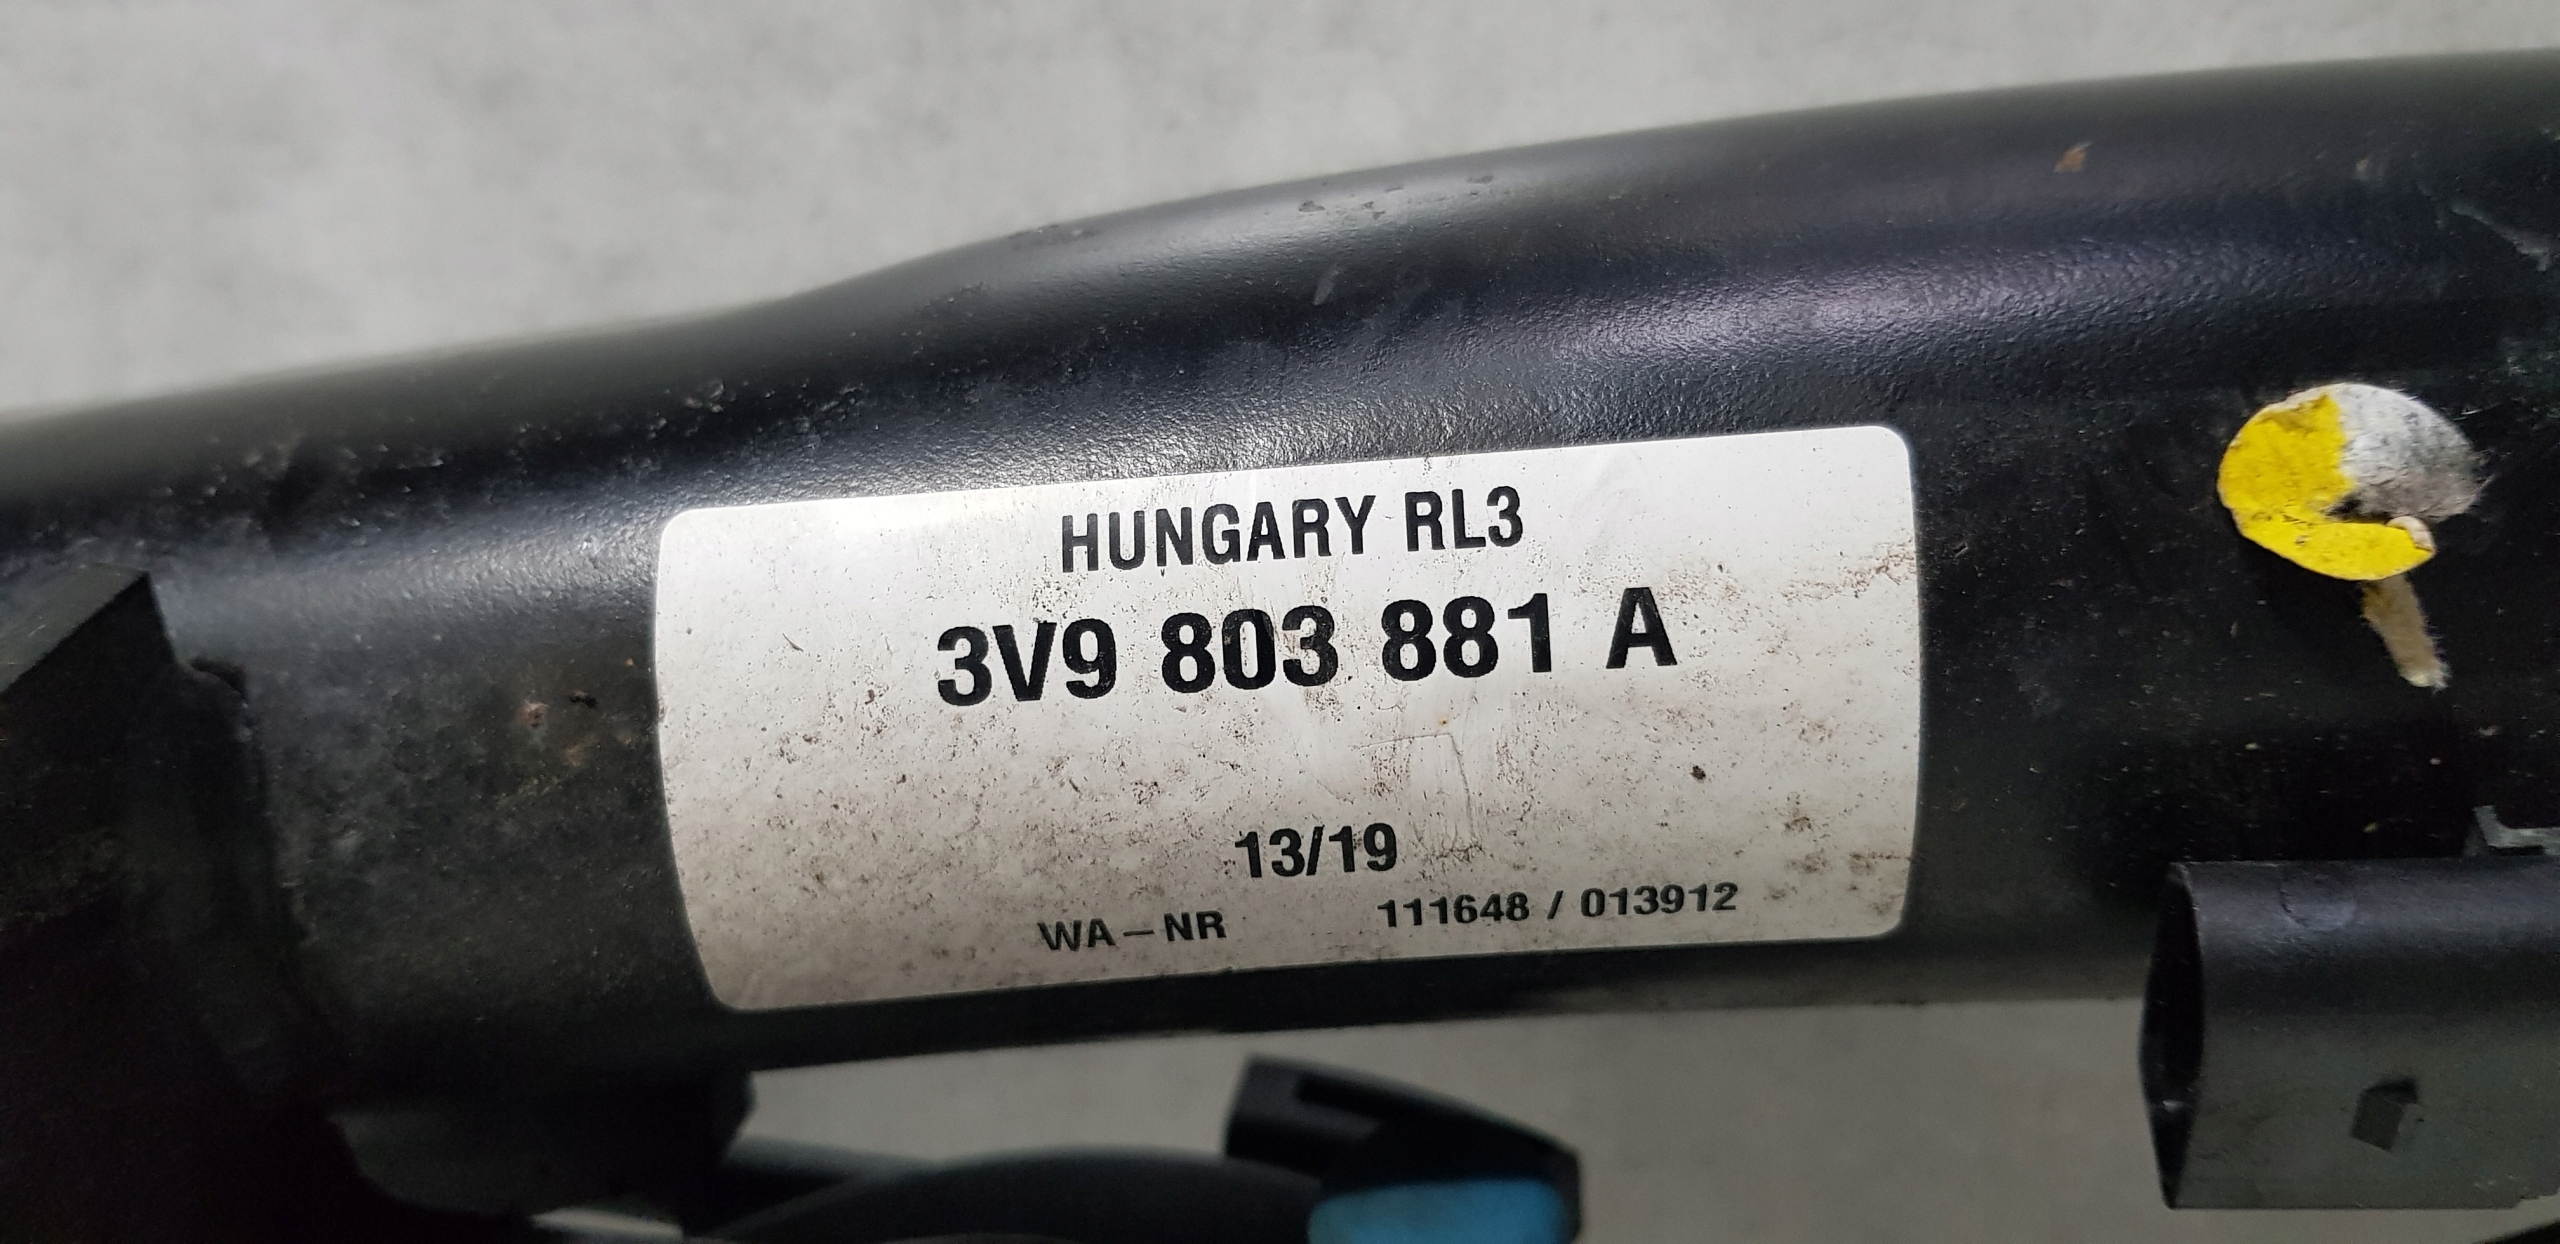 HUNGARY RL3
3V9 803 881 A
13/19
WA-NR 111648 / 013912